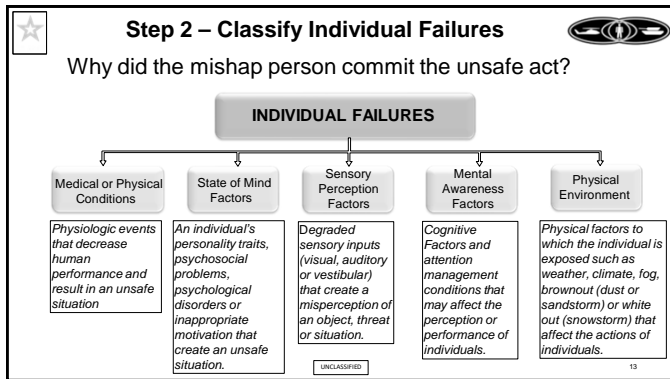 Step 2 – Classify Individual Failures
Why did the mishap person commit the unsafe act?
INDIVIDUAL FAILURES
Medical or Physical
Conditions
Physiologic events
that decrease
human
performance and
result in an unsafe
situation
State of Mind
Factors
An individual's
personality traits,
psychosocial
problems,
psychological
disorders or
inappropriate
motivation that
create an unsafe
situation.
Sensory
Perception
Factors
Degraded
sensory inputs
(visual, auditory
or vestibular)
that create a
misperception of
an object, threat
or situation.
Mental
Awareness
Factors
Cognitive
Factors and
attention
management
conditions that
may affect the
perception or
performance of
individuals.
Physical
Environment
Physical factors to
which the individual is
exposed such as
weather, climate, fog,
brownout (dust or
sandstorm) or white
out (snowstorm) that
affect the actions of
individuals.
UNCLASSIFIED
13